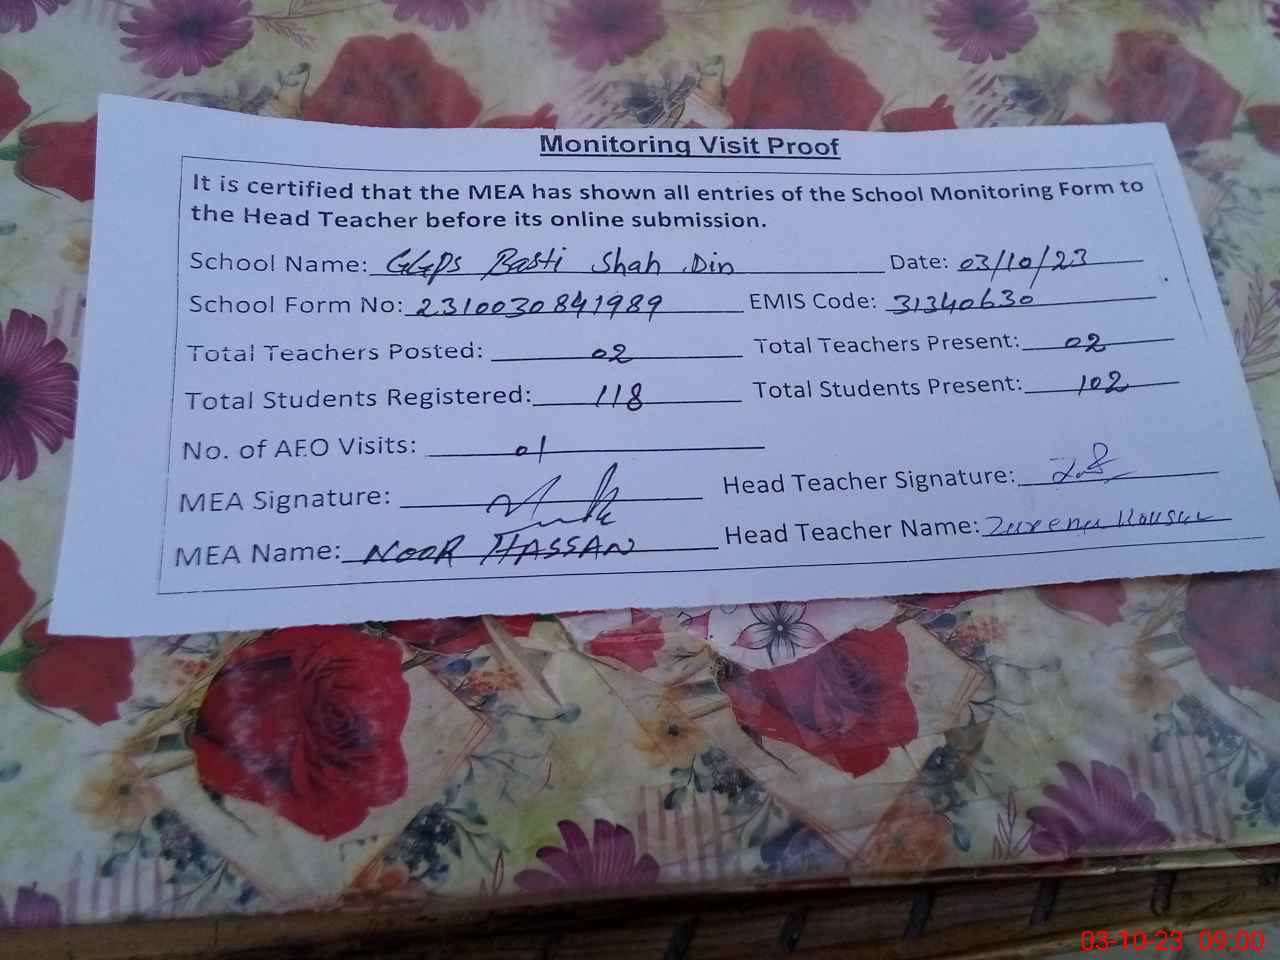 Monitoring Visit Proof
It is certified that the MEA has shown all entries of the School Monitoring Form to
the Head Teacher before its online submission.
School Name: GGPS Basti Shah Din Date: 03/10/23
School Form No: 2310030841989 EMIS Code: 31340630
Total Teachers Posted: 02 Total Teachers Present: 02
Total Students Registered: 118 Total Students Present: 102
No. of AEO Visits: 01
MEA Signature: Head Teacher Signature:
MEA Name: NOOR HASSAN Head Teacher Name:
03-10-23 09:00